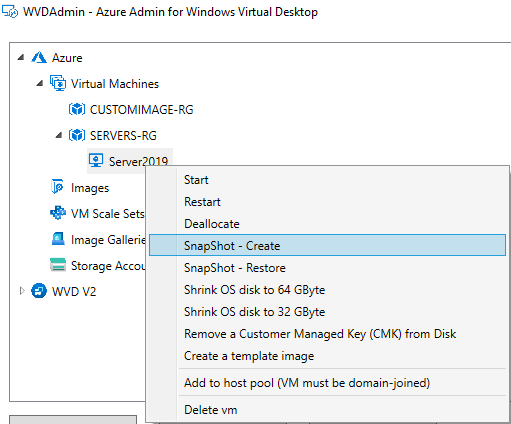 WVDAdmin - Azure Admin for Windows Virtual Desktop
Azure
Virtual Machines
CUSTOMIMAGE-RG
SERVERS-RG
Server2019
Images
VM Scale Sets
Image Gallerie
Storage Accou
WVD V2
Start
Restart
Deallocate
SnapShot - Create
SnapShot - Restore
Shrink OS disk to 64 GByte
Shrink OS disk to 32 GByte
Remove a Customer Managed Key (CMK) from Disk
Create a template image
Add to host pool (VM must be domain-joined)
Delete vm